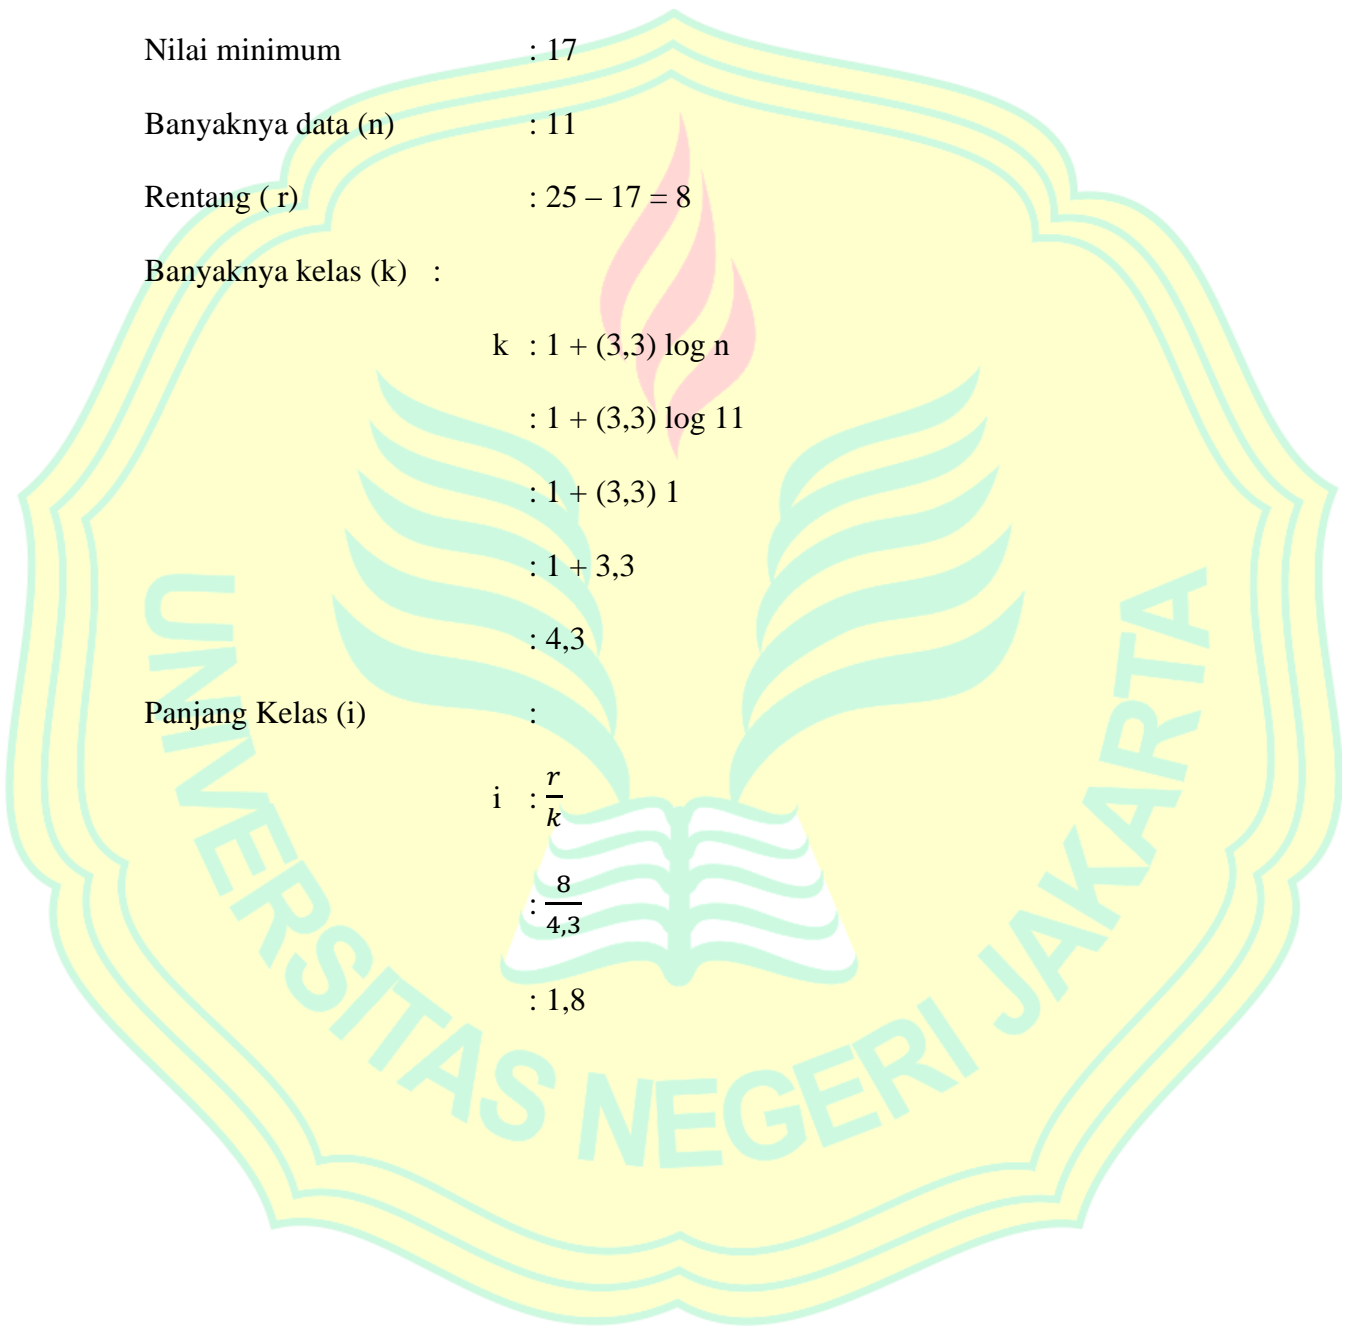 Nilai minimum : 17
Banyaknya data (n) : 11
Rentang ( r) : 25 – 17 = 8
Banyaknya kelas (k) :
k : 1 + (3,3) log n
: 1 + (3,3) log 11
: 1 + (3,3) 1
: 1 + 3,3
: 4,3
Panjang Kelas (i) :
i : r/k
: 8/4,3
: 1,8
UNIVERSITAS NEGERI JAKARTA